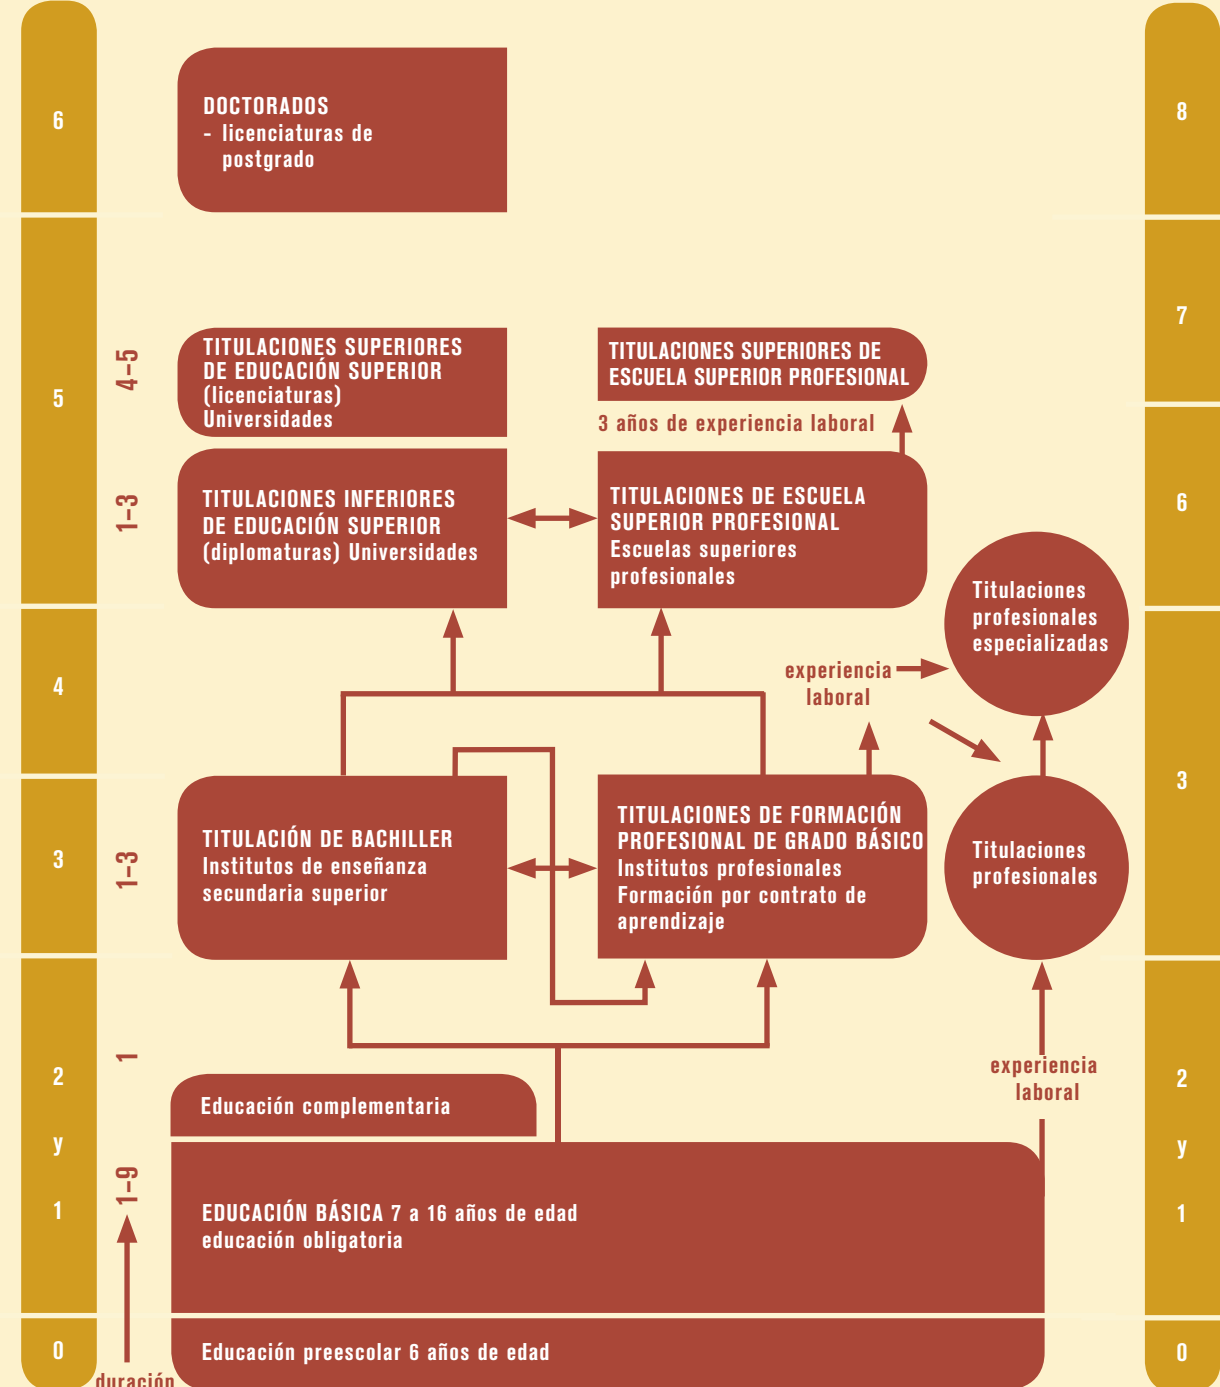 6
8
DOCTORADOS
- licenciaturas de
postgrado
7
5
4–5
TITULACIONES SUPERIORES
DE EDUCACIÓN SUPERIOR
(licenciaturas)
Universidades
TITULACIONES SUPERIORES DE
ESCUELA SUPERIOR PROFESIONAL
3 años de experiencia laboral
1–3
TITULACIONES INFERIORES
DE EDUCACIÓN SUPERIOR
(diplomaturas) Universidades
TITULACIONES DE ESCUELA
SUPERIOR PROFESIONAL
Escuelas superiores
profesionales
6
Titulaciones
profesionales
especializadas
4
experiencia
laboral
3
3
1–3
TITULACIÓN DE BACHILLER
Institutos de enseñanza
secundaria superior
TITULACIONES DE FORMACIÓN
PROFESIONAL DE GRADO BÁSICO
Institutos profesionales
Formación por contrato de
aprendizaje
Titulaciones
profesionales
1
experiencia
laboral
2
y
1
2
y
1
Educación complementaria
1–9
EDUCACIÓN BÁSICA 7 a 16 años de edad
educación obligatoria
0
Educación preescolar 6 años de edad
0
duración